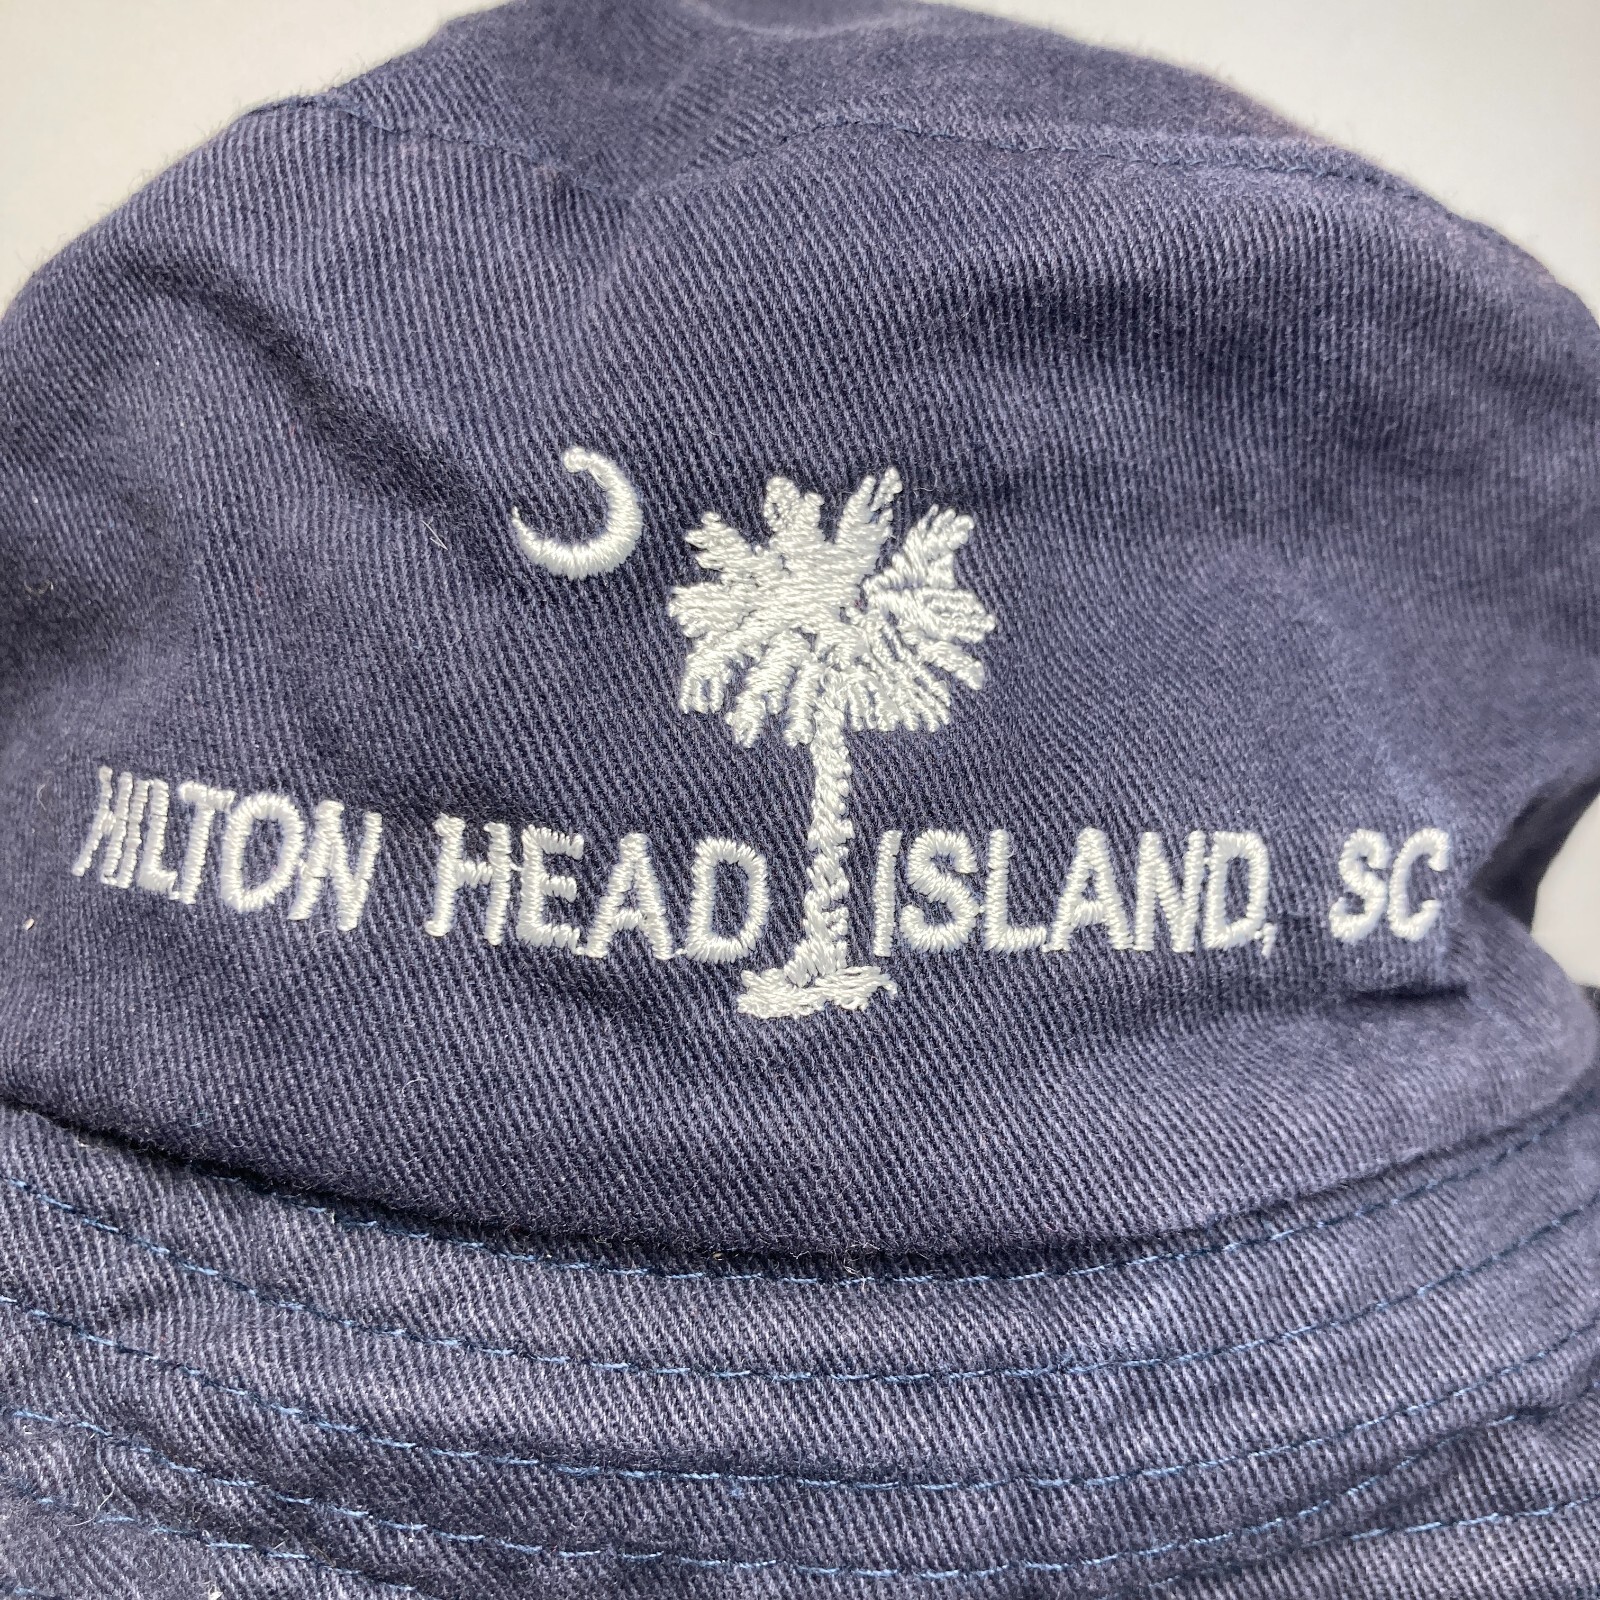 HILTON HEAD ISLAND, SC